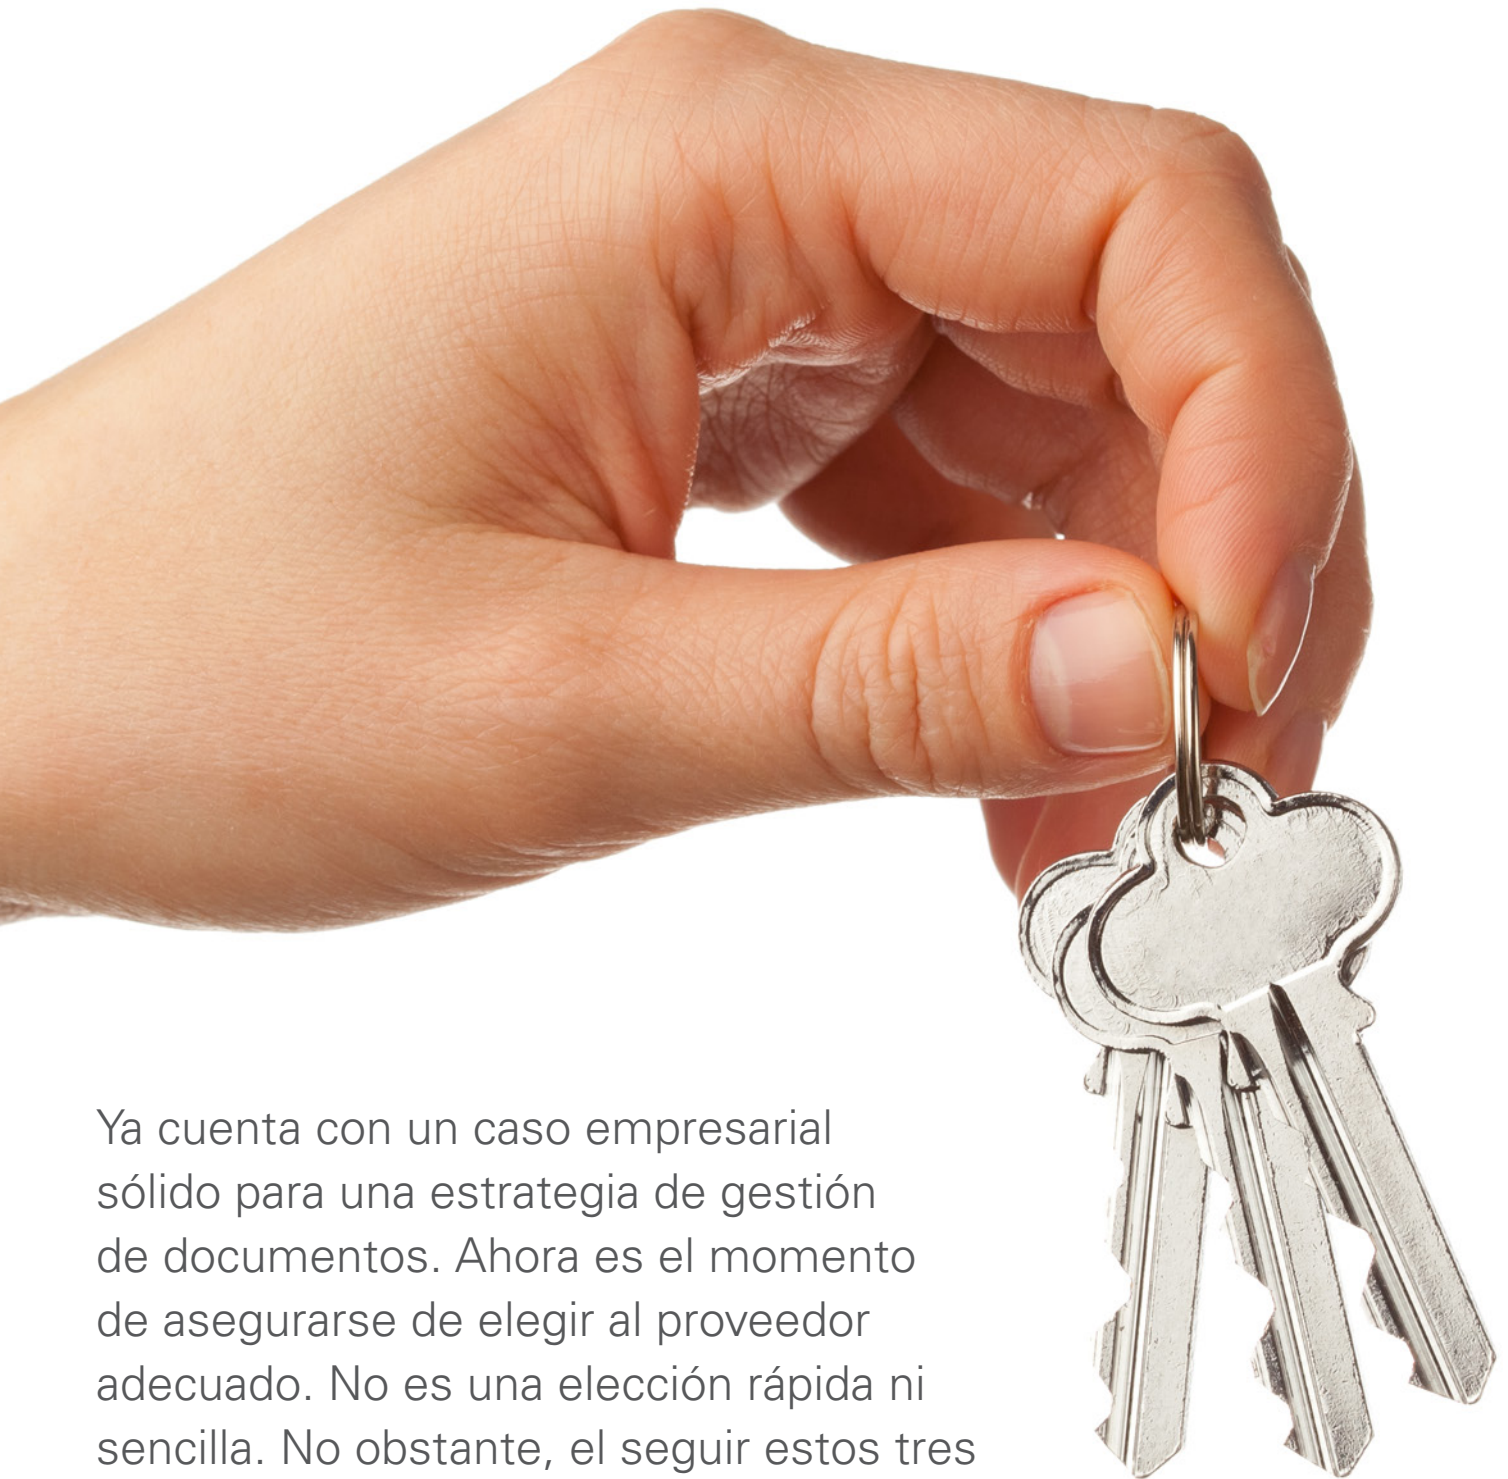 Ya cuenta con un caso empresarial
sólido para una estrategia de gestión
de documentos. Ahora es el momento
de asegurarse de elegir al proveedor
adecuado. No es una elección rápida ni
sencilla. No obstante, el seguir estos tres